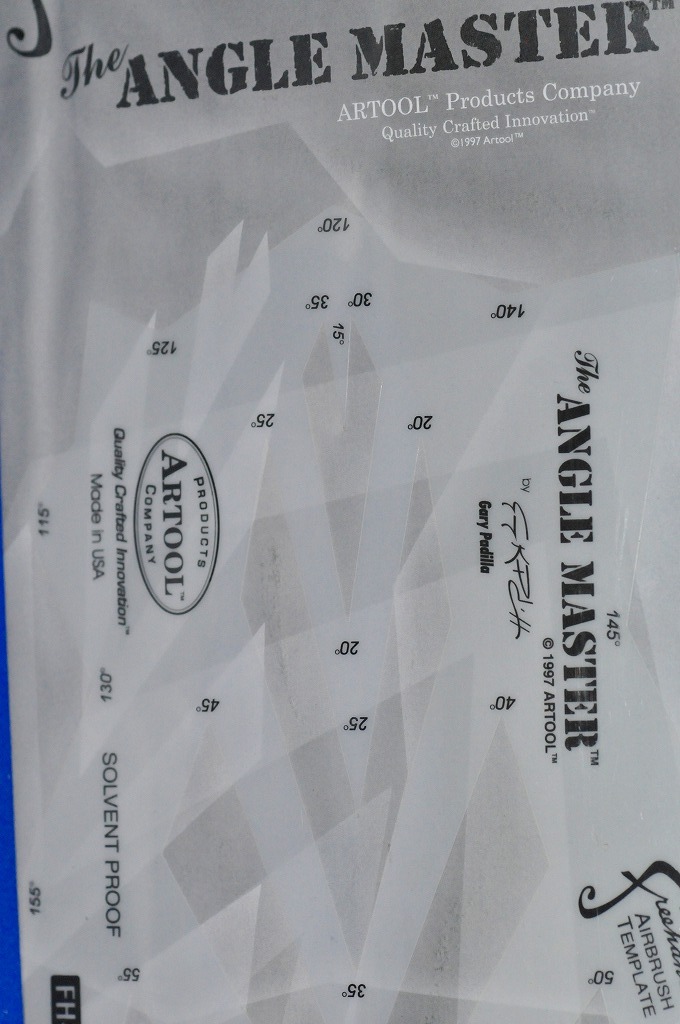 The ANGLE MASTER™
ARTOOL™ Products Company
Quality Crafted Innovation™
©1997 Artool™
120°
35°
30°
15°
140°
125°
25°
20°
115°
20°
25°
45°
40°
130°
145°
155°
55°
35°
50°
The ANGLE MASTER™
© 1997 ARTOOL™
by
Gary Padilla
PRODUCTS
ARTOOL™
COMPANY
Quality Crafted Innovation™
Made in USA
SOLVENT PROOF
FH
AIRBRUSH
TEMPLATE